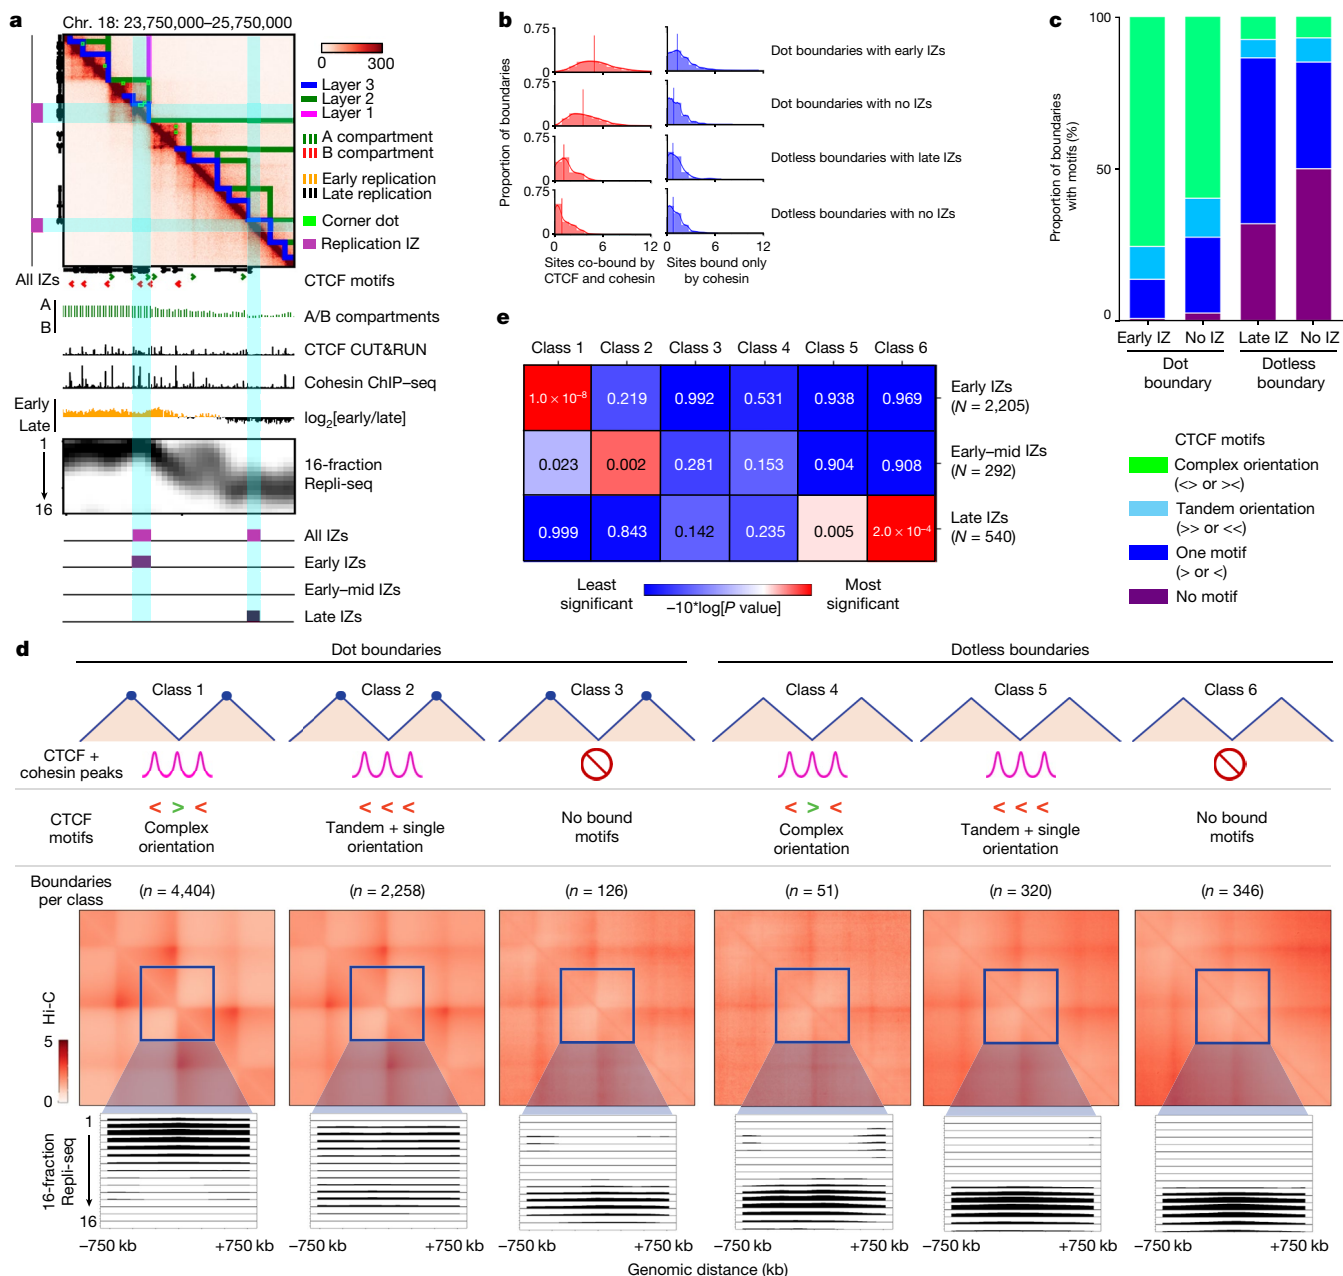 a
Chr. 18: 23,750,000–25,750,000
0 300
Layer 3
Layer 2
Layer 1
A compartment
B compartment
Early replication
Late replication
Corner dot
Replication IZ
All IZs
CTCF motifs
A
B
A/B compartments
CTCF CUT&RUN
Cohesin ChIP–seq
Early
Late
log2[early/late]
1
16
16-fraction
Repli-seq
All IZs
Early IZs
Early–mid IZs
Late IZs
b
Proportion of boundaries
0.75
0
Dot boundaries with early IZs
0.75
0
Dot boundaries with no IZs
0.75
0
Dotless boundaries with late IZs
0.75
0
Dotless boundaries with no IZs
0 6 12 0 6 12
Sites co-bound by
CTCF and cohesin
Sites bound only
by cohesin
c
Proportion of boundaries
with motifs (%)
100
50
0
Early IZ No IZ Late IZ No IZ
Dot
boundary
Dotless
boundary
CTCF motifs
Complex orientation
(<> or ><)
Tandem orientation
(>> or <<)
One motif
(> or <)
No motif
e
Class 1 Class 2 Class 3 Class 4 Class 5 Class 6
1.0 × 10−8 0.219 0.992 0.531 0.938 0.969
Early IZs
(N = 2,205)
0.023 0.002 0.281 0.153 0.904 0.908
Early–mid IZs
(N = 292)
0.999 0.843 0.142 0.235 0.005 2.0 × 10−4
Late IZs
(N = 540)
Least
significant
−10*log[P value]
Most
significant
d
Dot boundaries
Dotless boundaries
Class 1 Class 2 Class 3 Class 4 Class 5 Class 6
CTCF +
cohesin peaks
CTCF
motifs
< > <
Complex
orientation
< < <
Tandem + single
orientation
No bound
motifs
< > <
Complex
orientation
< < <
Tandem + single
orientation
No bound
motifs
Boundaries
per class
(n = 4,404) (n = 2,258) (n = 126) (n = 51) (n = 320) (n = 346)
Hi-C
5
0
16-fraction
Repli-seq
1
16
−750 kb +750 kb −750 kb +750 kb −750 kb +750 kb −750 kb +750 kb −750 kb +750 kb −750 kb +750 kb
Genomic distance (kb)